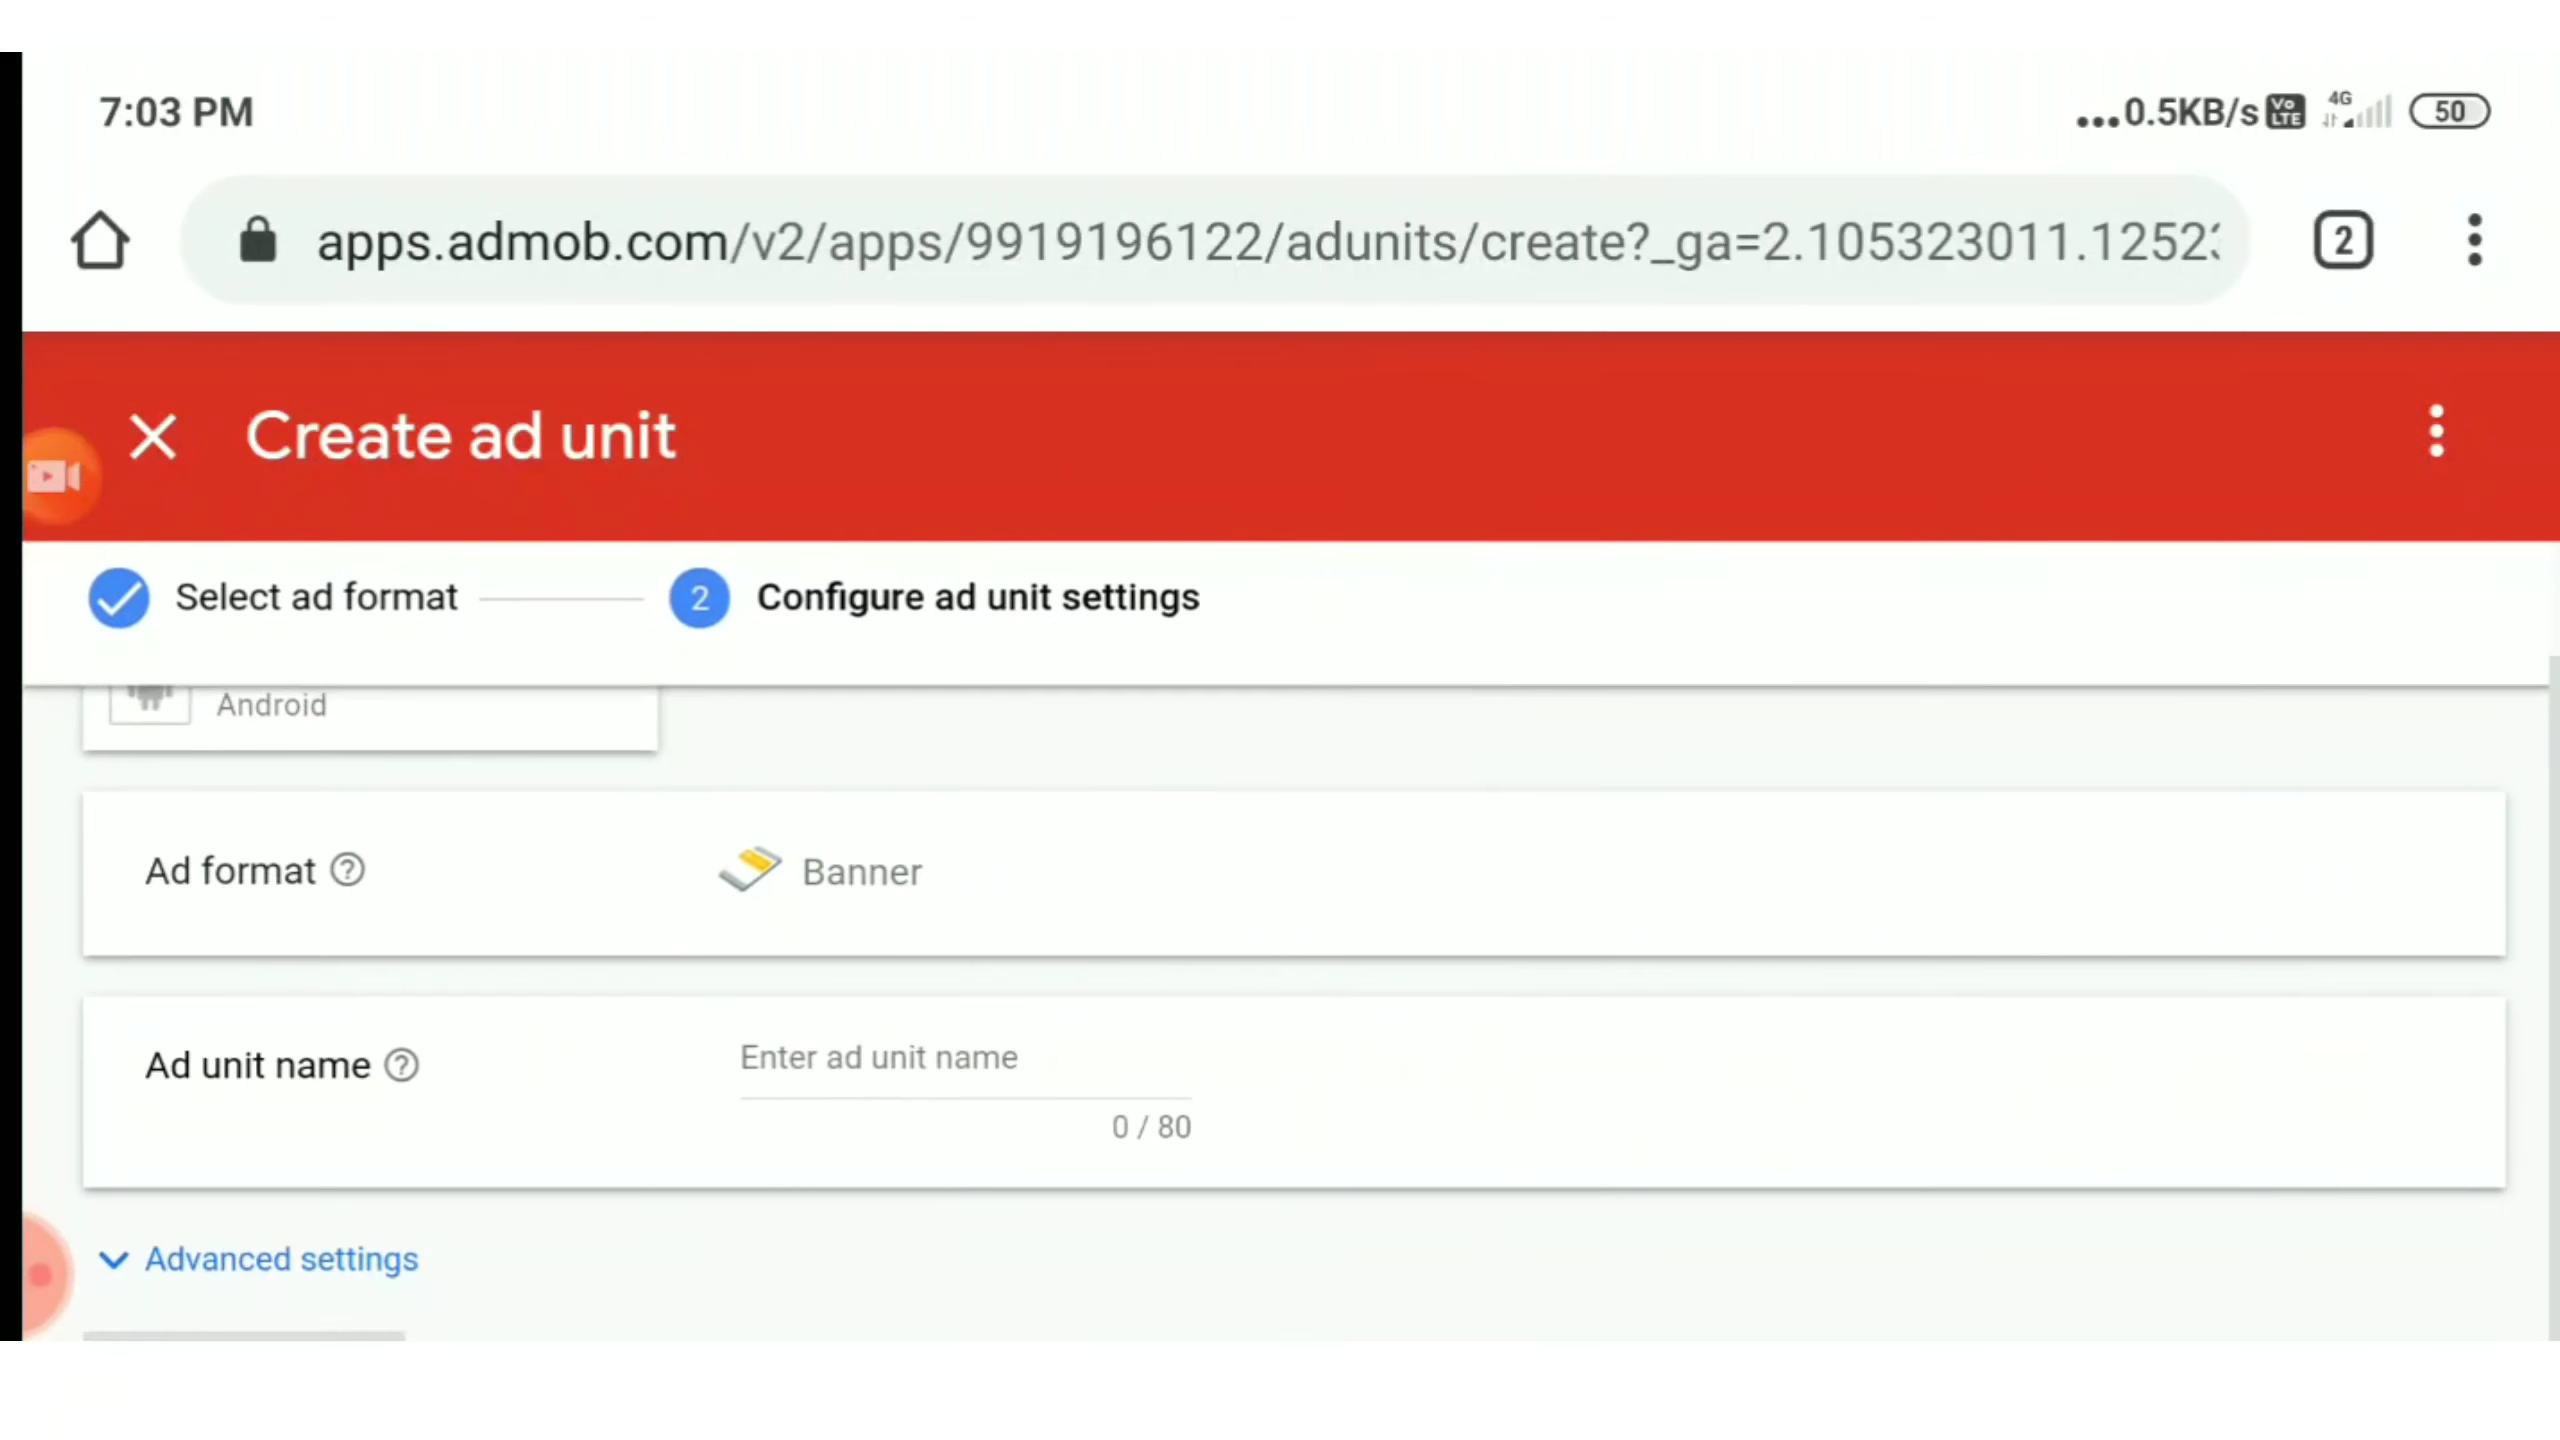 7:03 PM
...0.5KB/s Vo LTE 4G 50
apps.admob.com/v2/apps/9919196122/adunits/create?_ga=2.105323011.1252
2
Create ad unit
Select ad format
2 Configure ad unit settings
Android
Ad format ? Banner
Ad unit name ? Enter ad unit name
0 / 80
Advanced settings